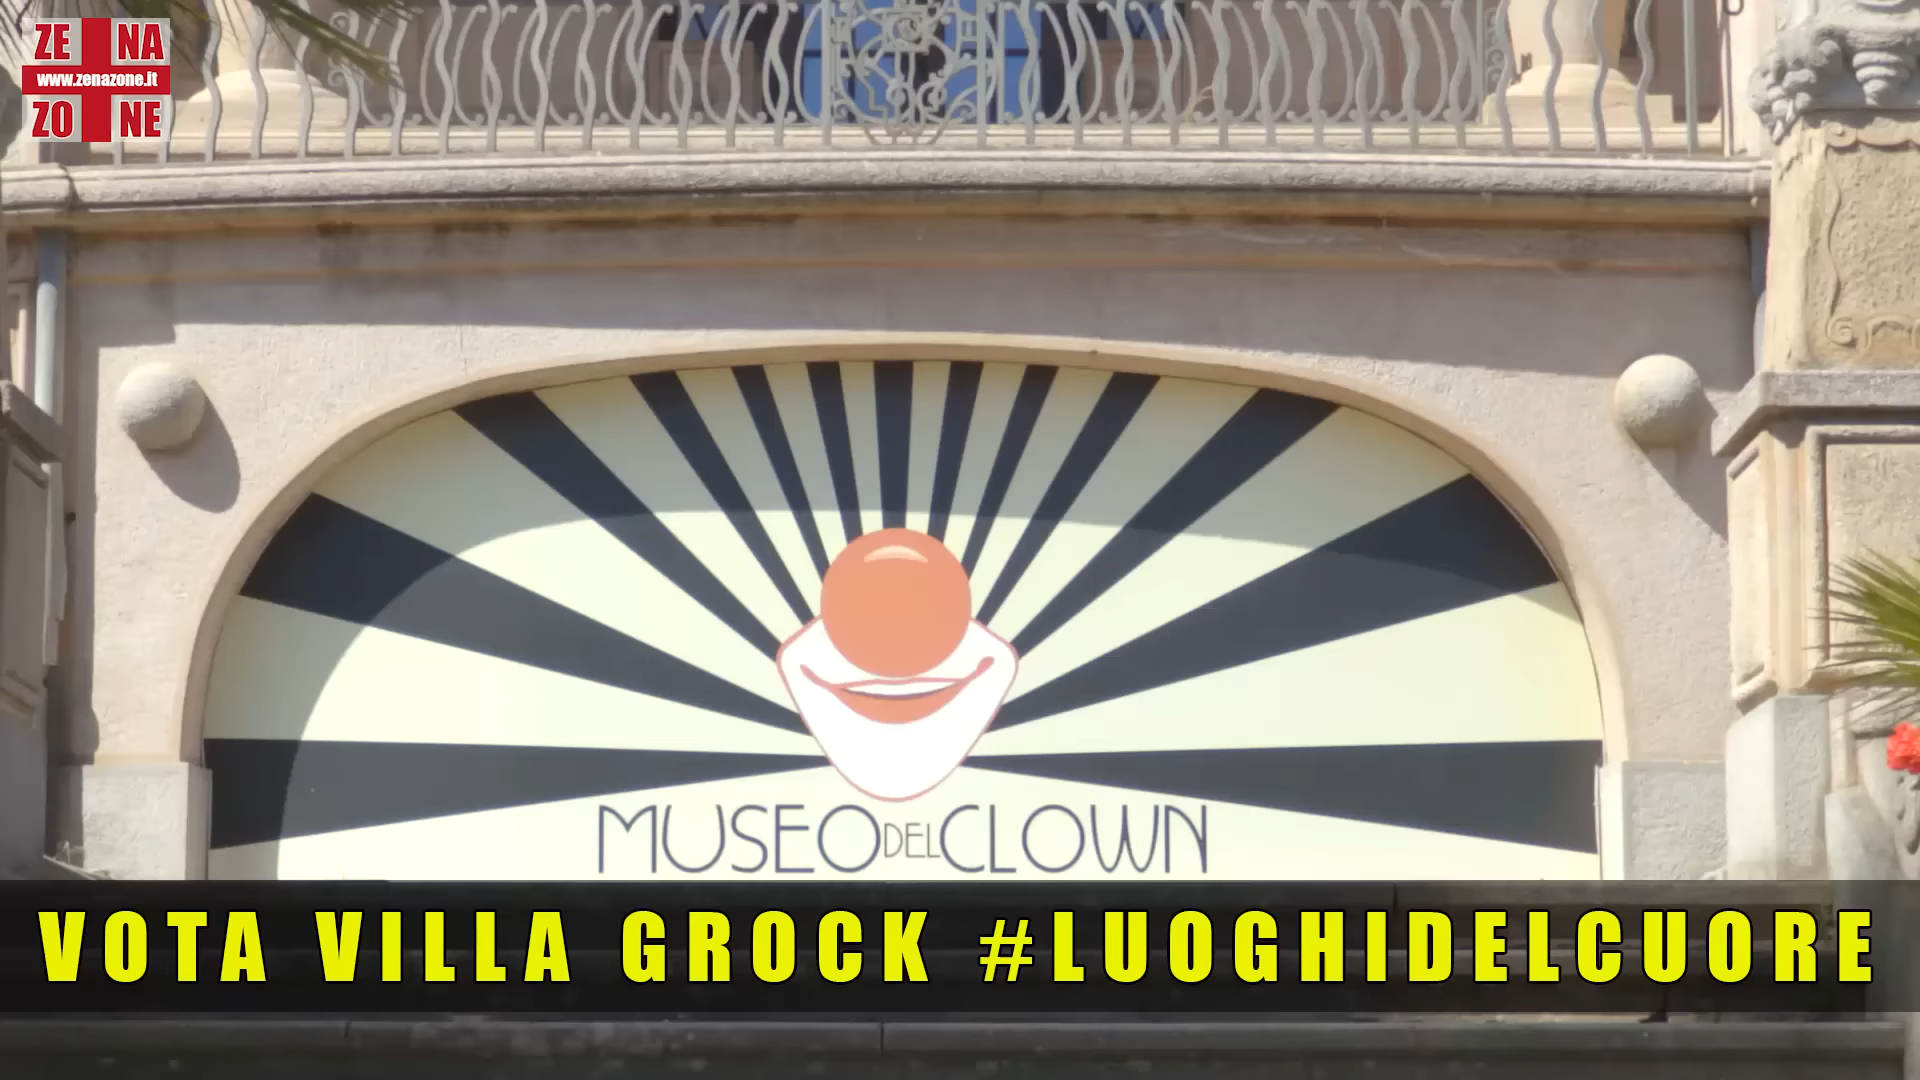 ZE NA
www.zenazone.it
ZO NE
MUSEO DEL CLOWN
VOTA VILLA GROCK #LUOGHIDELCUORE